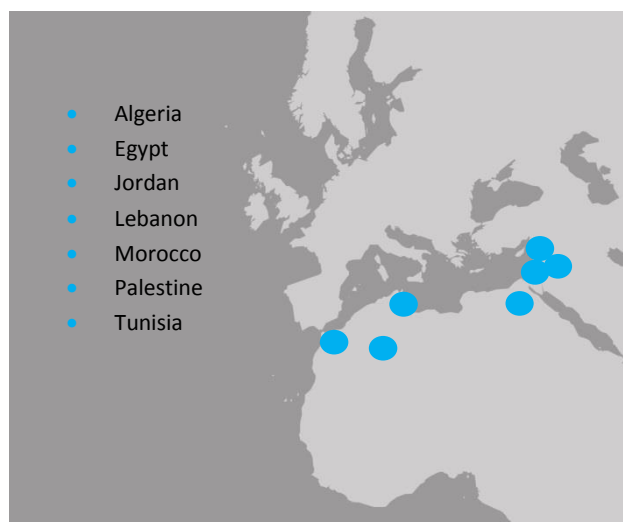 Algeria
Egypt
Jordan
Lebanon
Morocco
Palestine
Tunisia